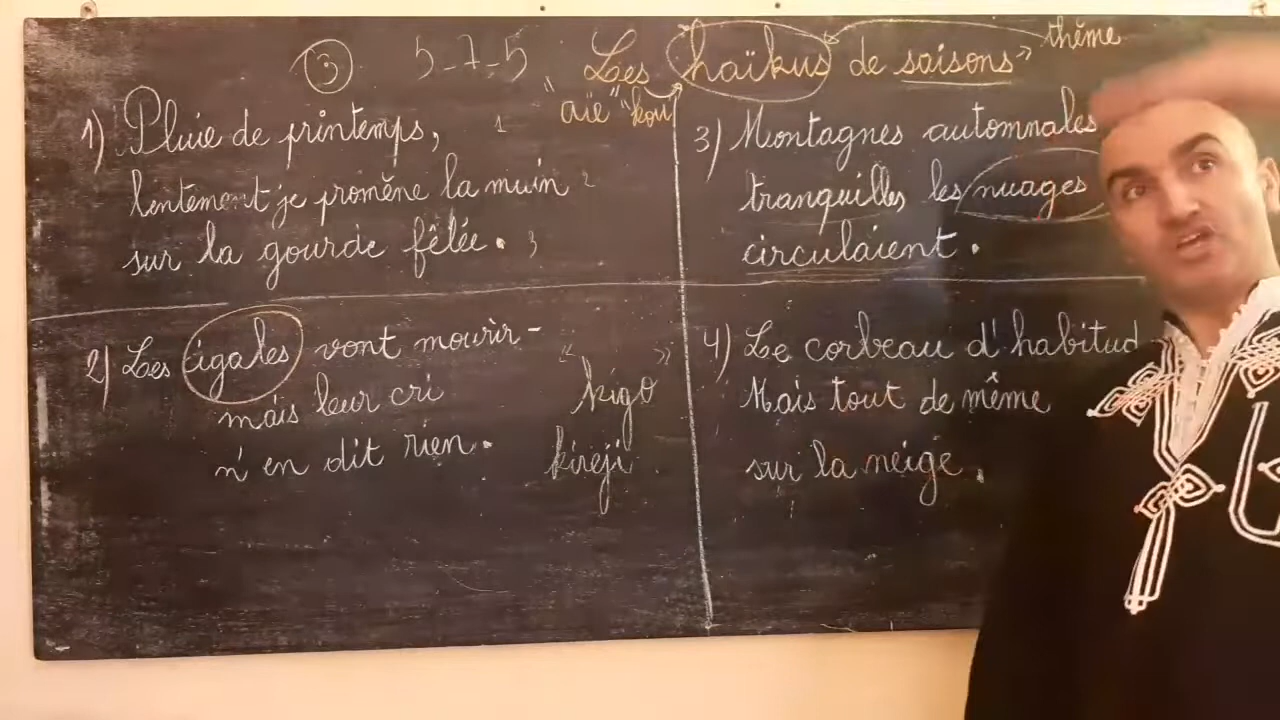 3 5-7-5 Les haïkus de saisons" thème
"aïe" "kou"
1) Pluie de printemps, 1
lentement je promène la main 2
sur la gourde fêlée. 3
2) Les cigales vont mourir -
mais leur cri
n'en dit rien.
"kigo"
kireji
3) Montagnes automnales
tranquilles les nuages
circulaient.
4) Le corbeau d'habitud
Mais tout de même
sur la neige.